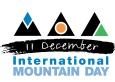 11 December
International
MOUNTAIN DAY